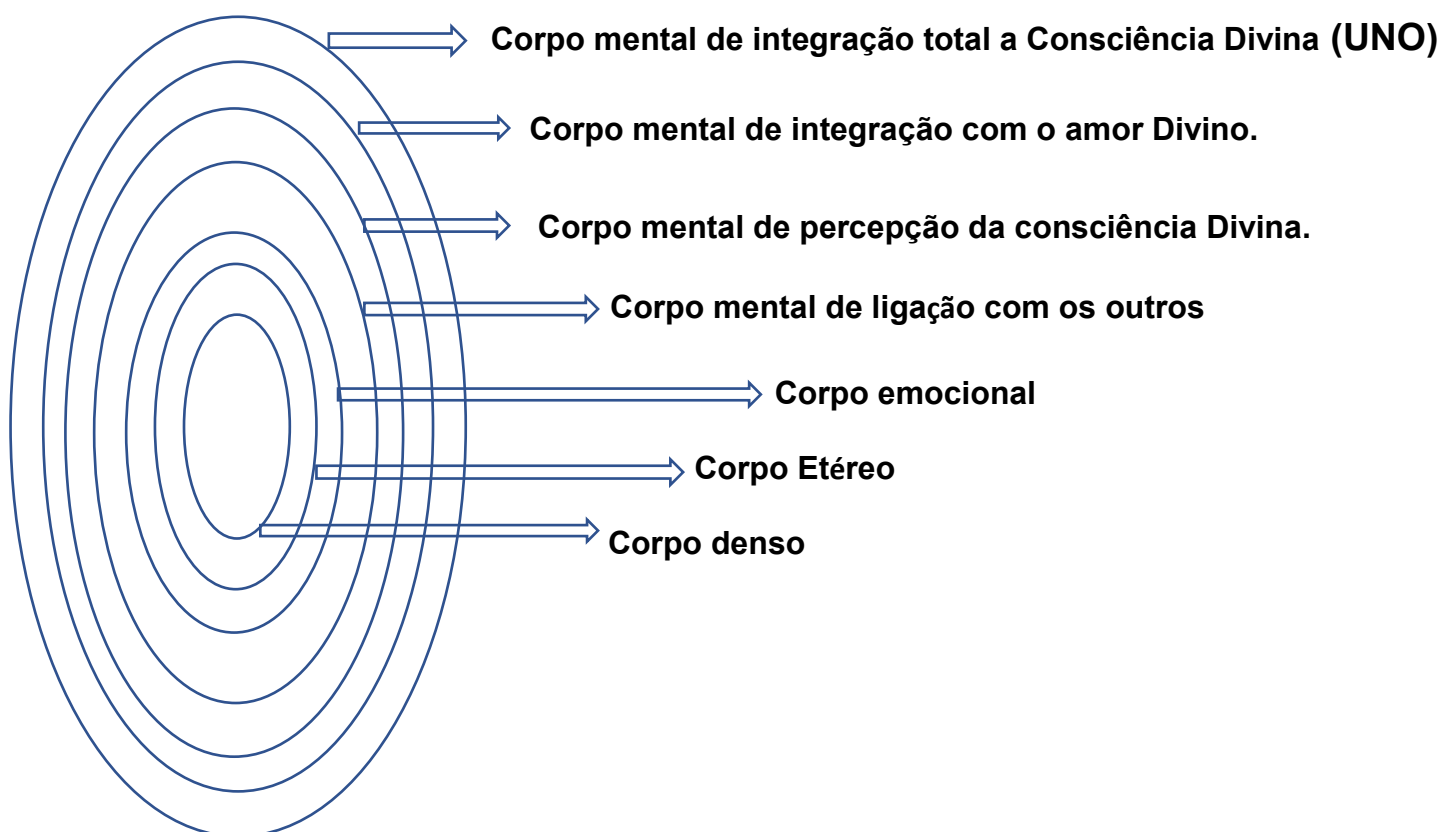 Corpo mental de integração total a Consciência Divina (UNO)
Corpo mental de integração com o amor Divino.
Corpo mental de percepção da consciência Divina.
Corpo mental de ligação com os outros
Corpo emocional
Corpo Etéreo
Corpo denso